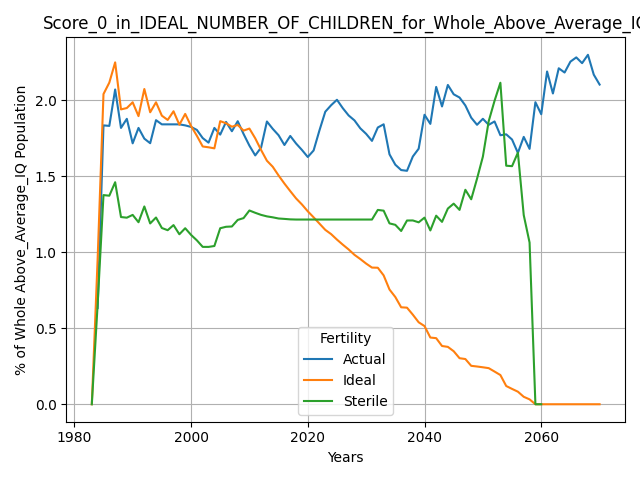 Score_0_in_IDEAL_NUMBER_OF_CHILDREN_for_Whole_Above_Average_IQ
% of Whole Above_Average_IQ Population
2.0
1.5
1.0
0.5
0.0
Fertility
Actual
Ideal
Sterile
1980
2000
2020
2040
2060
Years